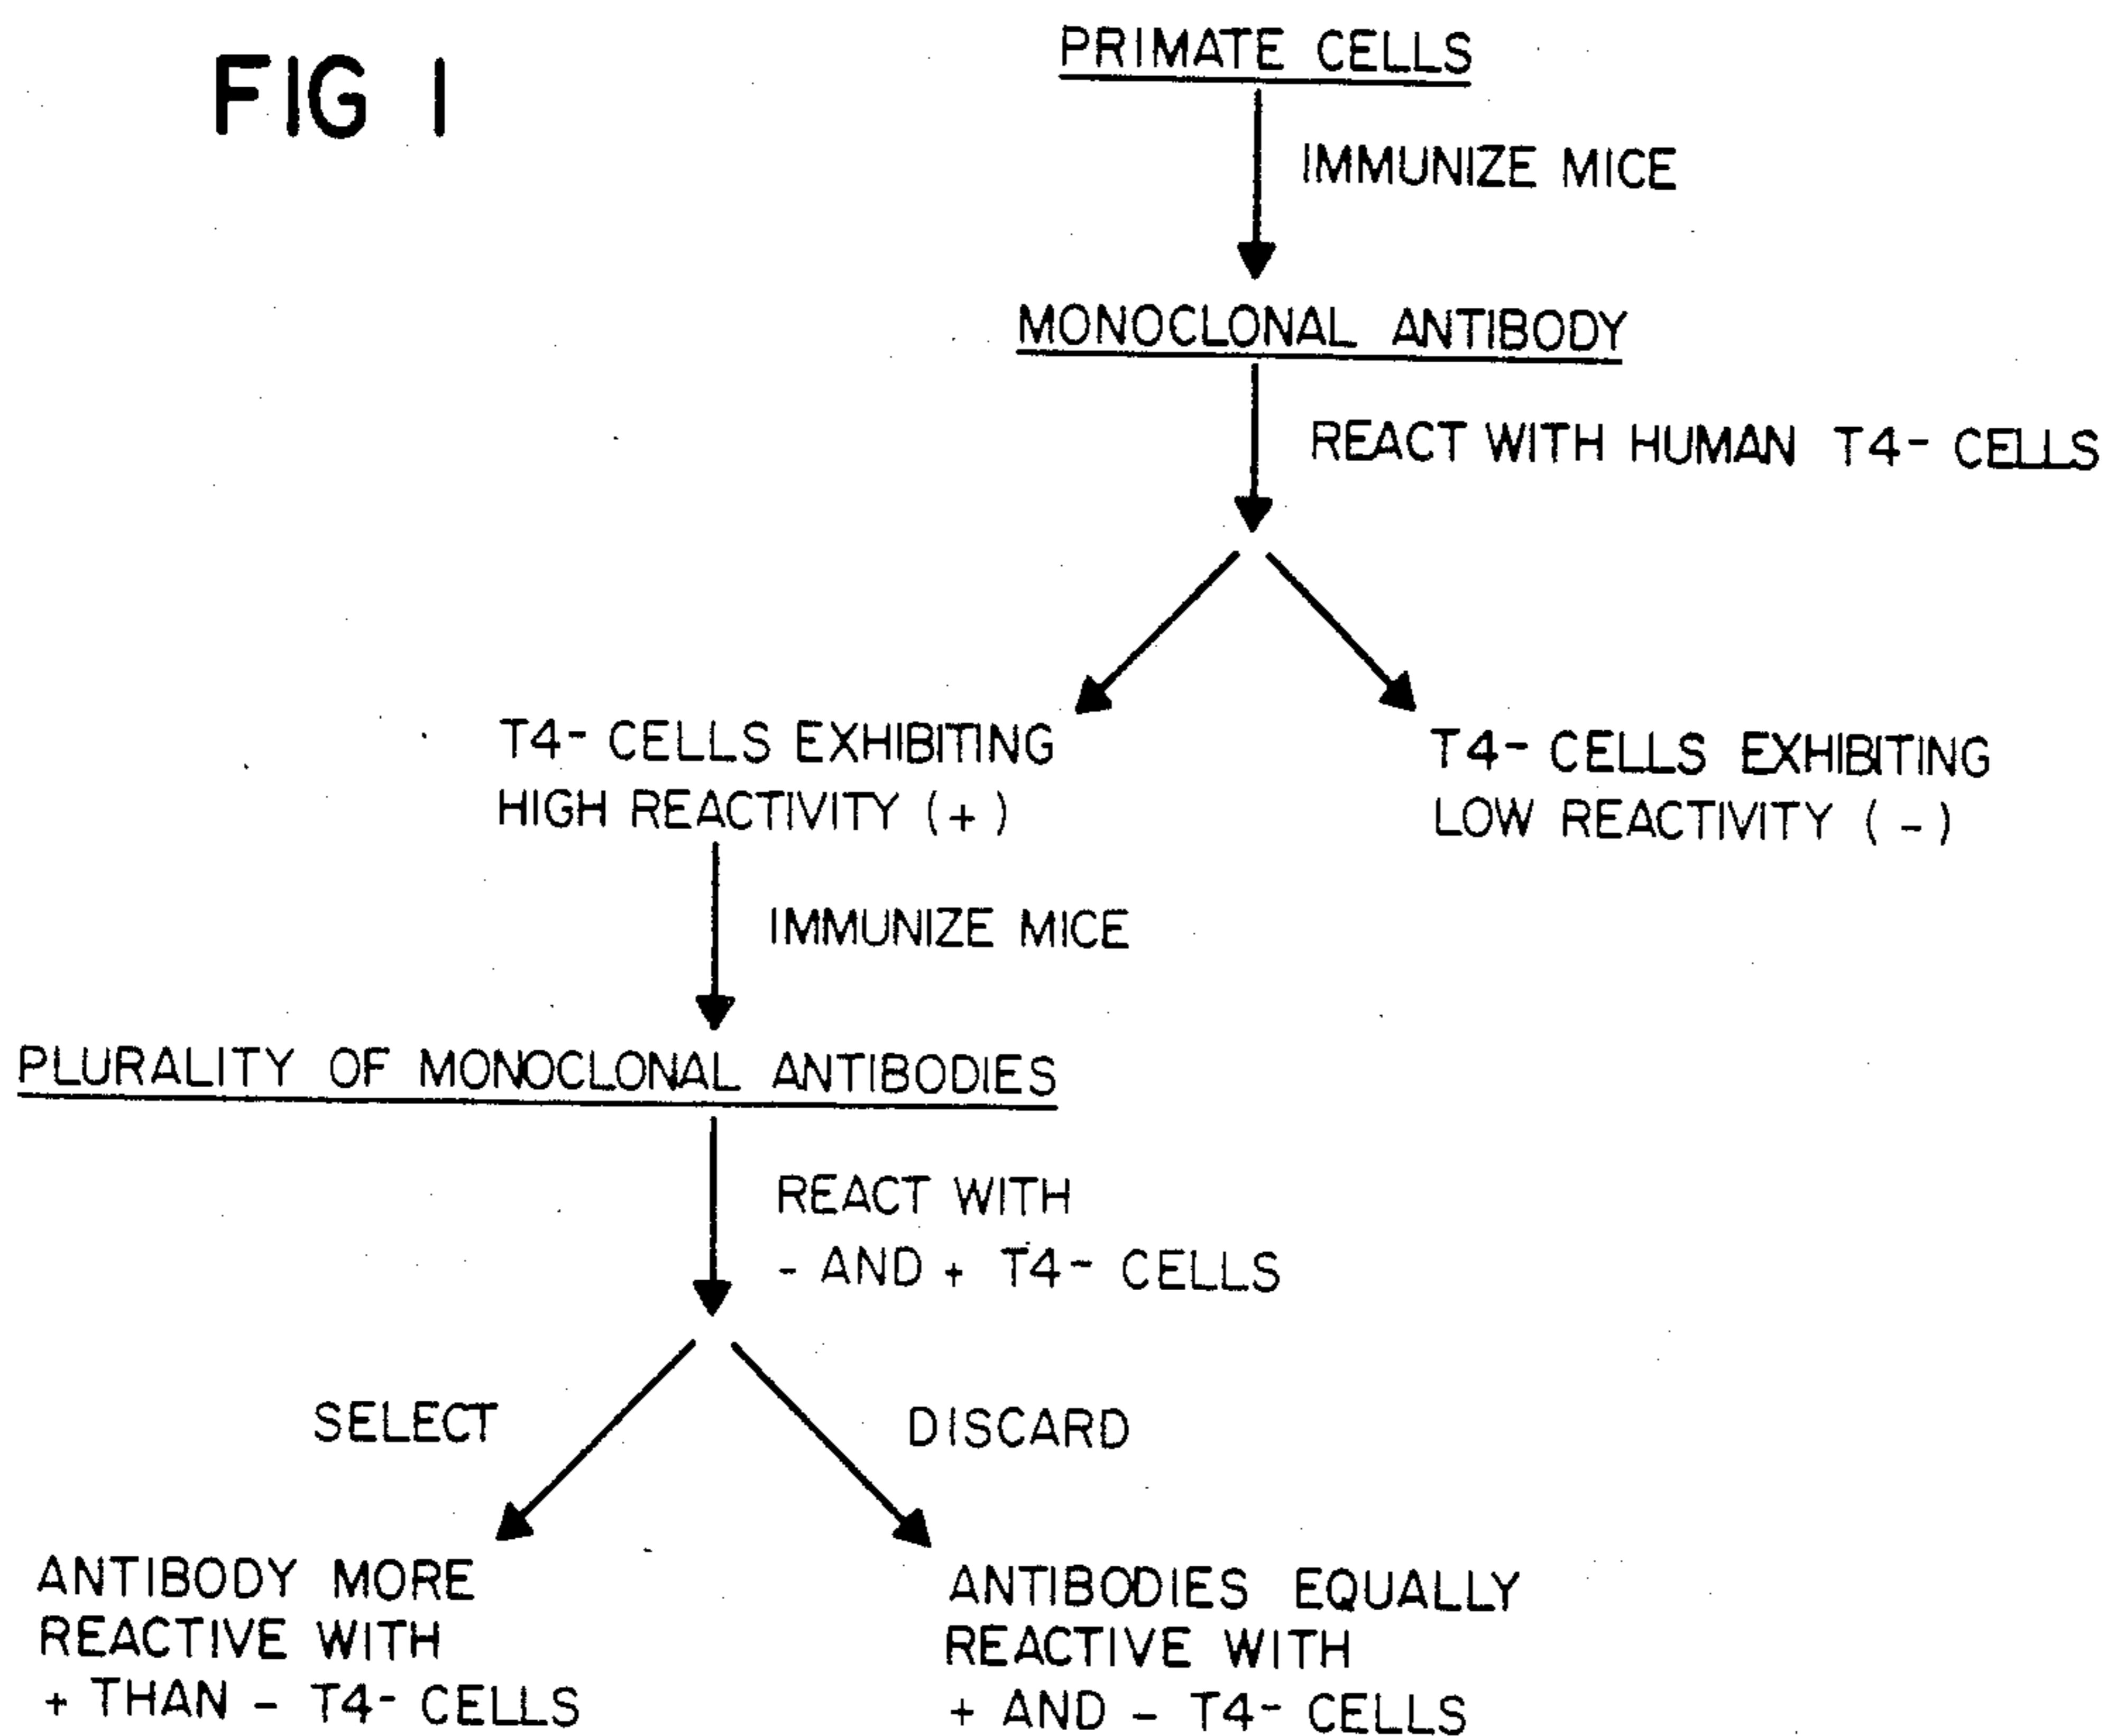 FIG 1
PRIMATE CELLS
IMMUNIZE MICE
MONOCLONAL ANTIBODY
REACT WITH HUMAN T4- CELLS
T4- CELLS EXHIBITING
HIGH REACTIVITY (+)
T4- CELLS EXHIBITING
LOW REACTIVITY (-)
IMMUNIZE MICE
PLURALITY OF MONOCLONAL ANTIBODIES
REACT WITH
- AND + T4- CELLS
SELECT
DISCARD
ANTIBODY MORE
REACTIVE WITH
+ THAN - T4- CELLS
ANTIBODIES EQUALLY
REACTIVE WITH
+ AND - T4- CELLS